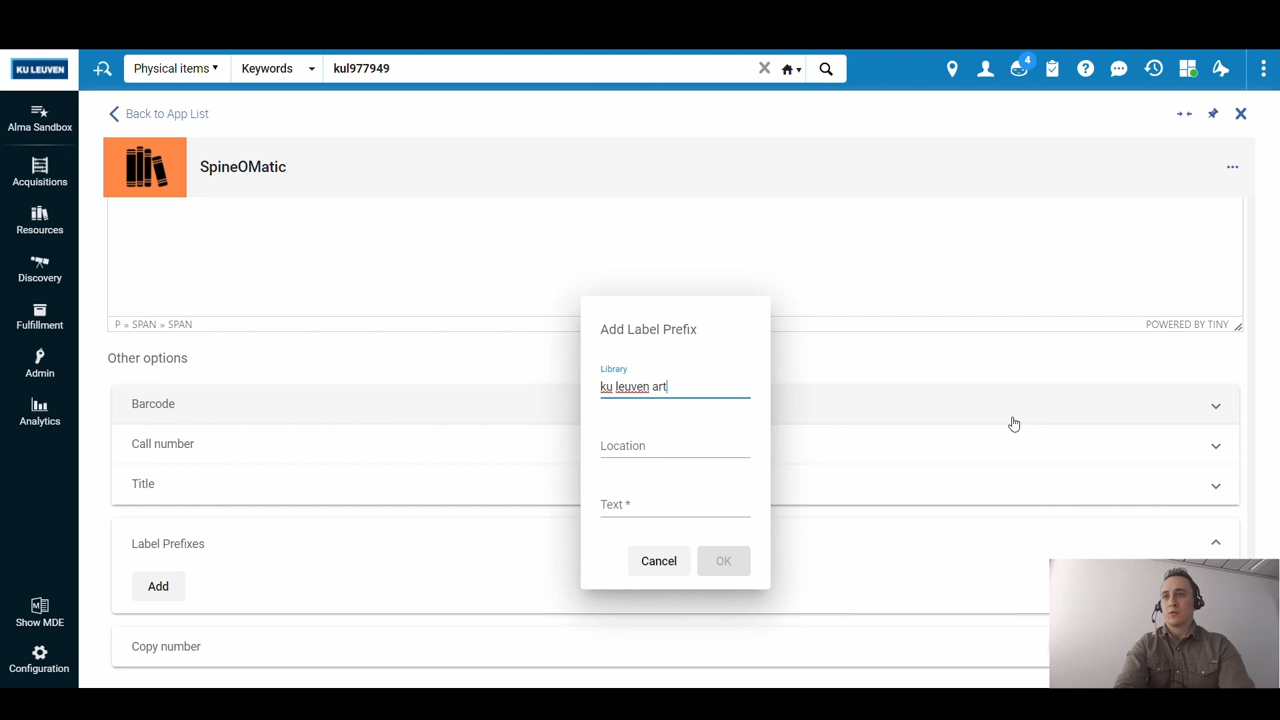 KU LEUVEN
Physical items
Keywords
kul977949
4
Alma Sandbox
Acquisitions
Resources
Discovery
Fulfillment
Admin
Analytics
Show MDE
Configuration
Back to App List
SpineOMatic
P » SPAN » SPAN
POWERED BY TINY
Other options
Barcode
Call number
Title
Label Prefixes
Add
Copy number
Add Label Prefix
Library
ku leuven art
Location
Text *
Cancel
OK